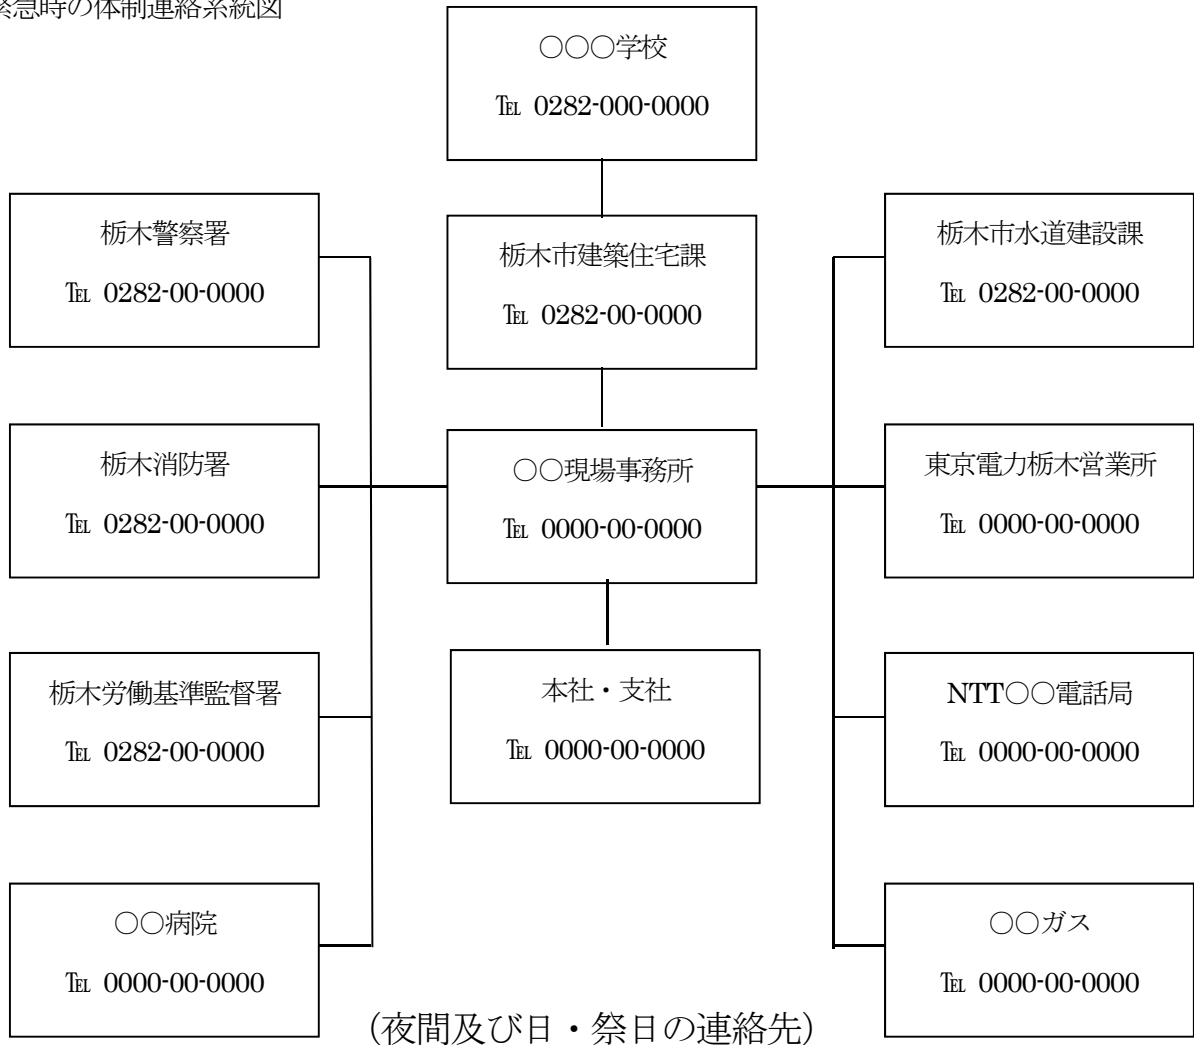 緊急時の体制連絡系統図
○○○学校
℡ 0282-000-0000
栃木警察署
℡ 0282-00-0000
栃木市建築住宅課
℡ 0282-00-0000
栃木市水道建設課
℡ 0282-00-0000
栃木消防署
℡ 0282-00-0000
○○現場事務所
℡ 0000-00-0000
東京電力栃木営業所
℡ 0000-00-0000
栃木労働基準監督署
℡ 0282-00-0000
本社・支社
℡ 0000-00-0000
NTT○○電話局
℡ 0000-00-0000
○○病院
℡ 0000-00-0000
○○ガス
℡ 0000-00-0000
(夜間及び日・祭日の連絡先)